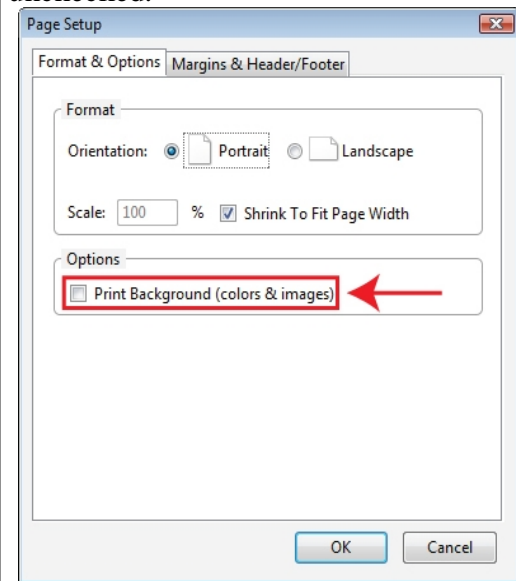 Page Setup
Format & Options Margins & Header/Footer
Format
Orientation: Portrait Landscape
Scale: 100 % Shrink To Fit Page Width
Options
Print Background (colors & images)
OK Cancel